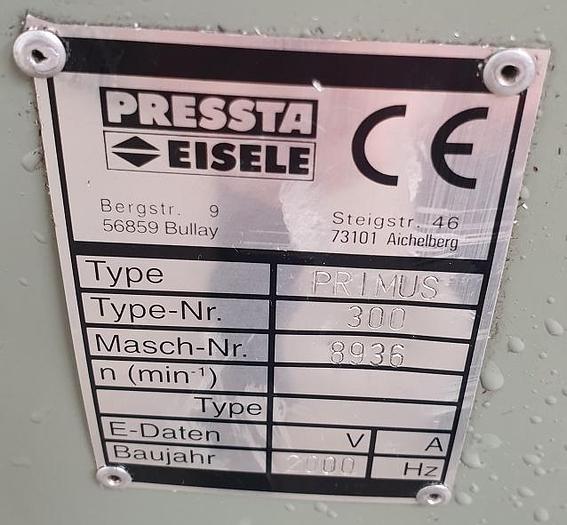 PRESSTA
EISELE
CE
Bergstr. 9
56859 Bullay
Steigstr. 46
73101 Aichelberg
Type PRIMUS
Type-Nr. 300
Masch-Nr. 8936
n (min-1)
Type
E-Daten V A
Baujahr 2000 Hz